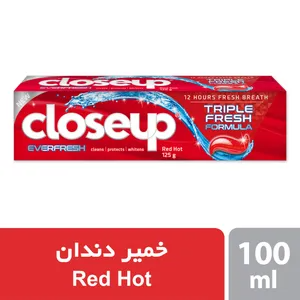 12 HOURS FRESH BREATH
closeup
TRIPLE
FRESH
FORMULA
EVERFRESH
cleans | protects | whitens
Red Hot
125 g
خمیر دندان
Red Hot
100
ml